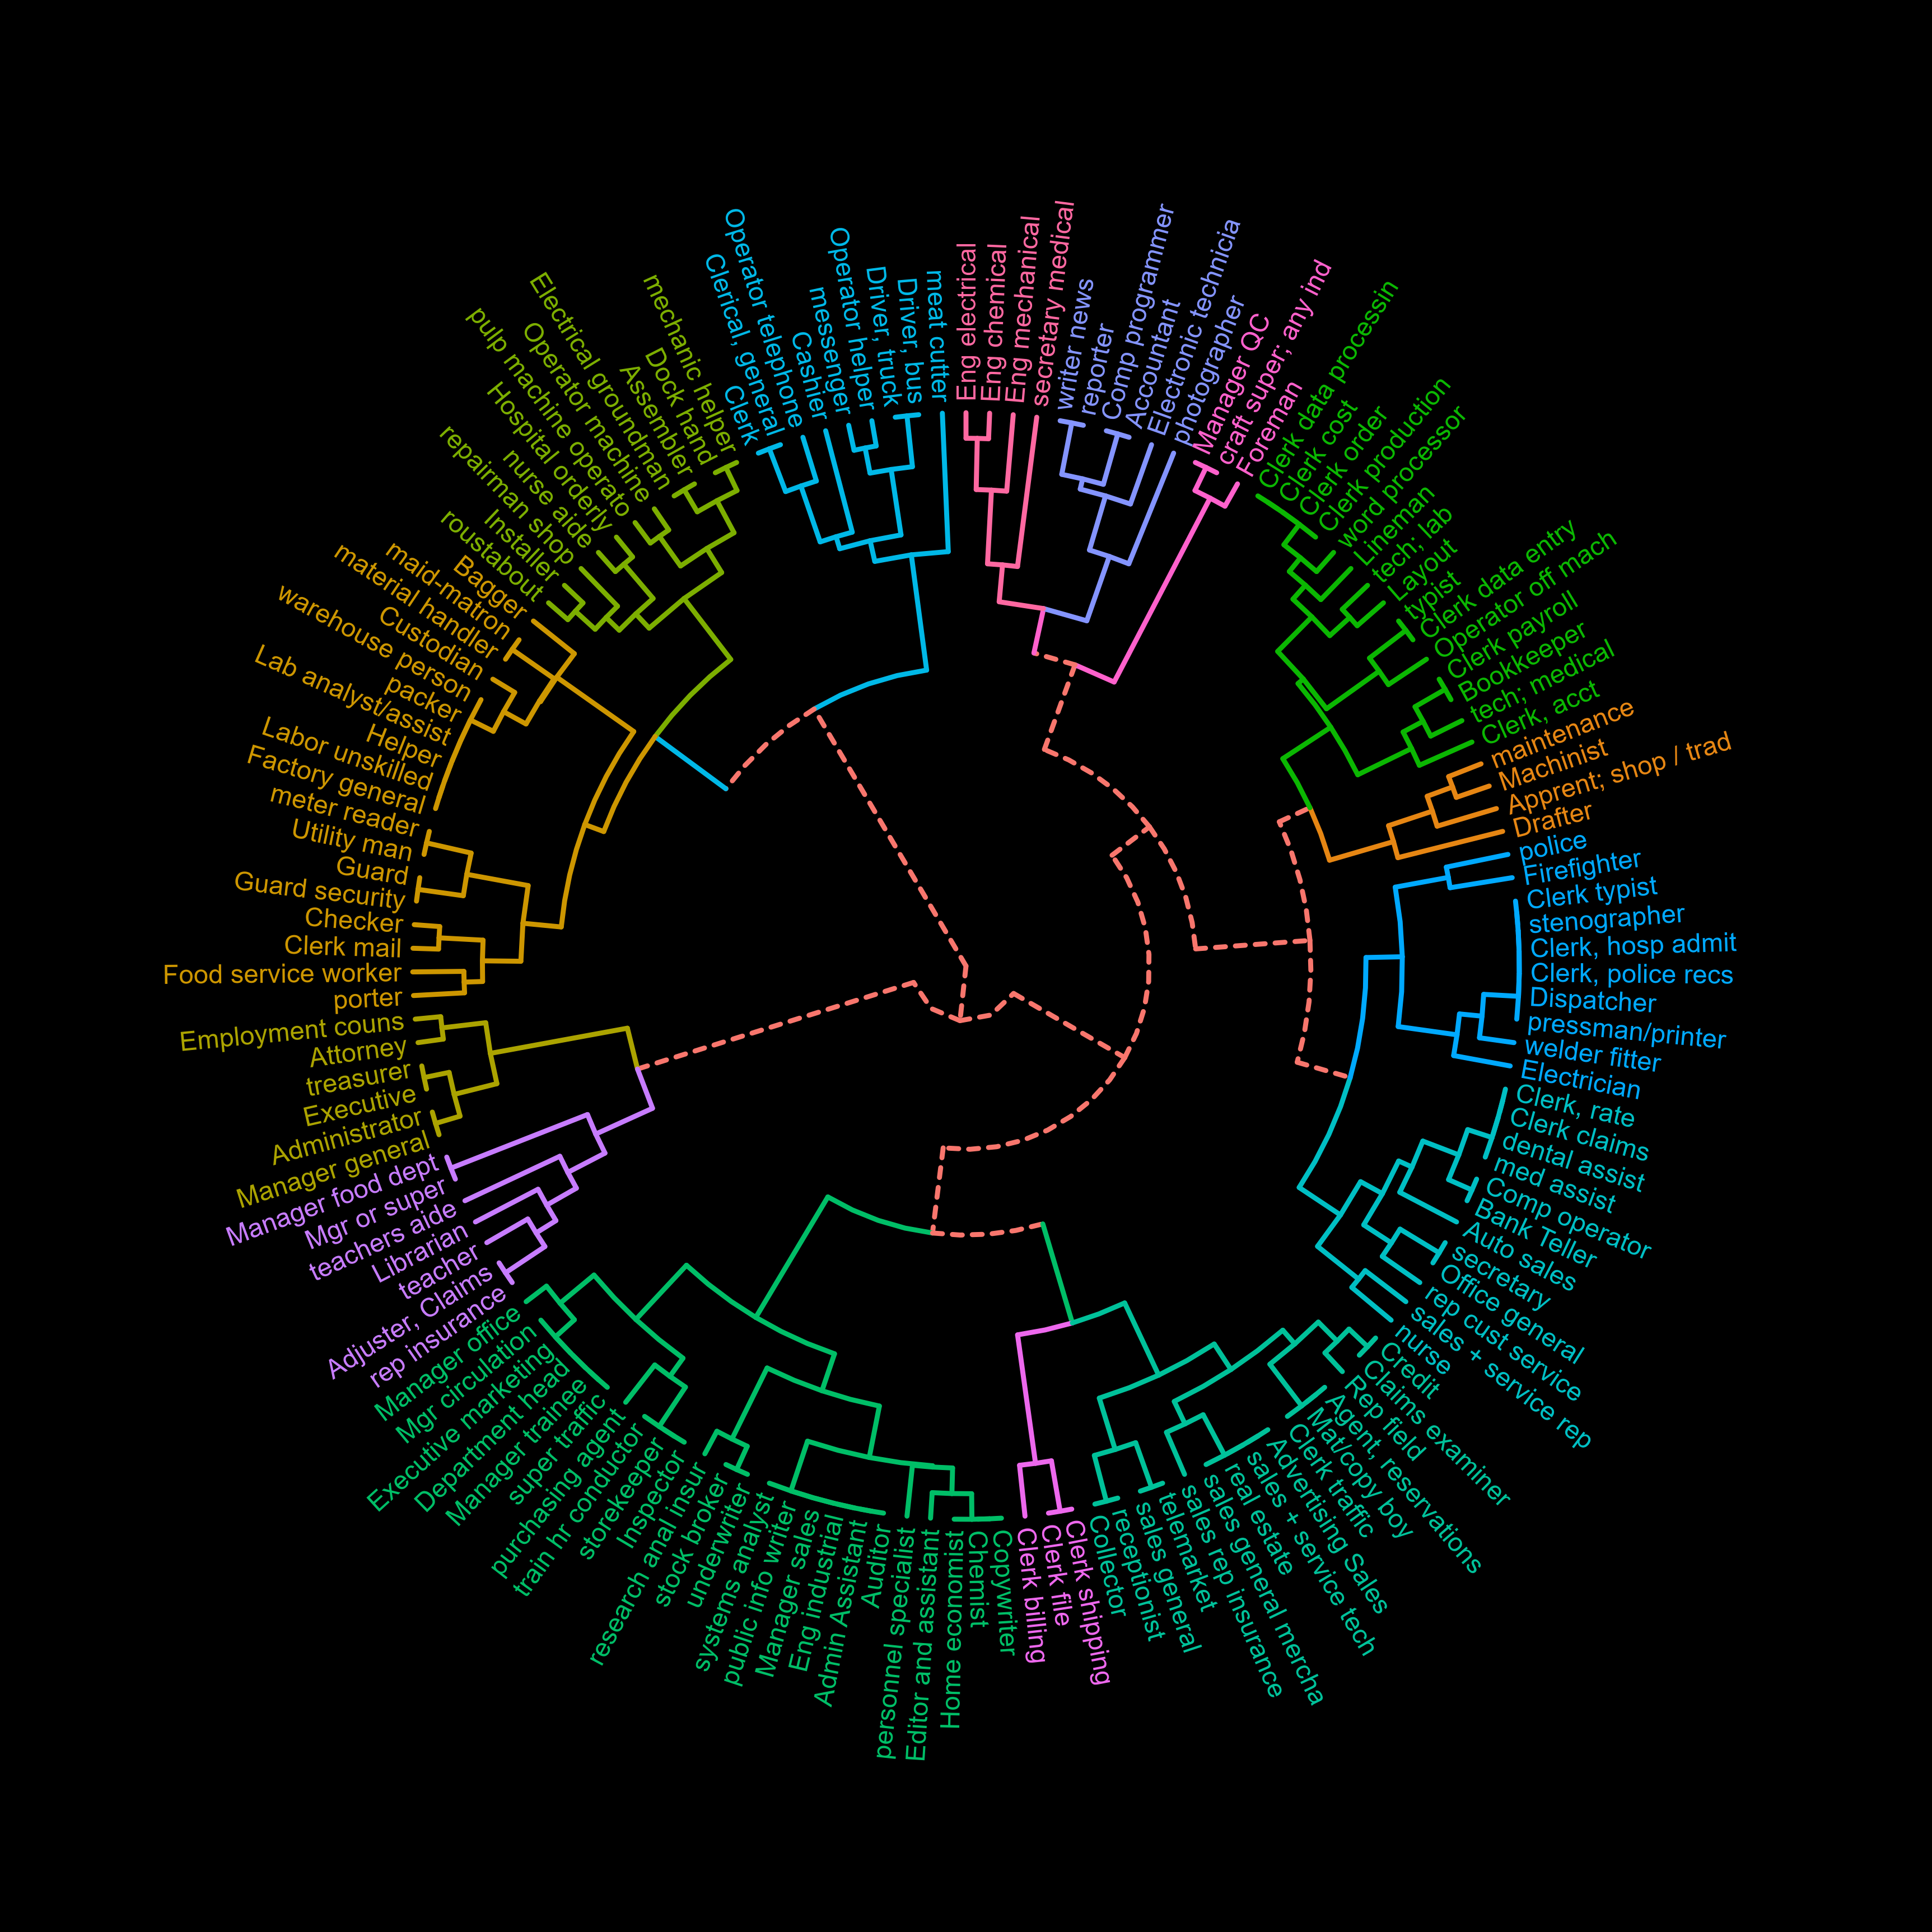 Eng electrical
Eng chemical
Eng mechanical
secretary medical
writer news
reporter
Comp programmer
Accountant
Electronic technicia
photographer
Manager QC
craft super; any ind
Foreman
Clerk data processin
Clerk cost
Clerk order
Clerk production
word processor
Lineman
tech; lab
Layout
typist
Clerk data entry
Operator off mach
Clerk payroll
Bookkeeper
tech; medical
Clerk, acct
maintenance
Machinist
Apprent; shop / trad
Drafter
police
Firefighter
Clerk typist
stenographer
Clerk, hosp admit
Clerk, police recs
Dispatcher
pressman/printer
welder fitter
Electrician
Clerk, rate
Clerk claims
dental assist
med assist
Comp operator
Bank Teller
Auto sales
secretary
Office general
rep cust service
sales + service rep
nurse
Credit
Claims examiner
Rep field
Agent, reservations
Mat/copy boy
Clerk traffic
Advertising Sales
sales + service tech
real estate
sales general mercha
sales rep insurance
telemarket
sales general
receptionist
Collector
Clerk shipping
Clerk file
Clerk billing
Copywriter
Chemist
Home economist
Editor and assistant
personnel specialist
Auditor
Admin Assistant
Eng industrial
Manager sales
public info writer
systems analyst
underwriter
stock broker
research anal insur
Inspector
storekeeper
train hr conductor
purchasing agent
super traffic
Manager trainee
Department head
Executive marketing
Mgr circulation
Manager office
rep insurance
Adjuster, Claims
teacher
Librarian
teachers aide
Mgr or super
Manager food dept
Manager general
Administrator
Executive
treasurer
Attorney
Employment couns
porter
Food service worker
Clerk mail
Checker
Guard security
Guard
Utility man
meter reader
Factory general
Labor unskilled
Helper
Lab analyst/assist
packer
warehouse person
Custodian
material handler
maid-matron
Bagger
roustabout
Installer
repairman shop
nurse aide
Hospital orderly
pulp machine operato
Operator machine
Electrical groundman
Assembler
Dock hand
mechanic helper
Clerk
Clerical, general
Operator telephone
Cashier
messenger
Operator helper
Driver, truck
Driver, bus
meat cutter